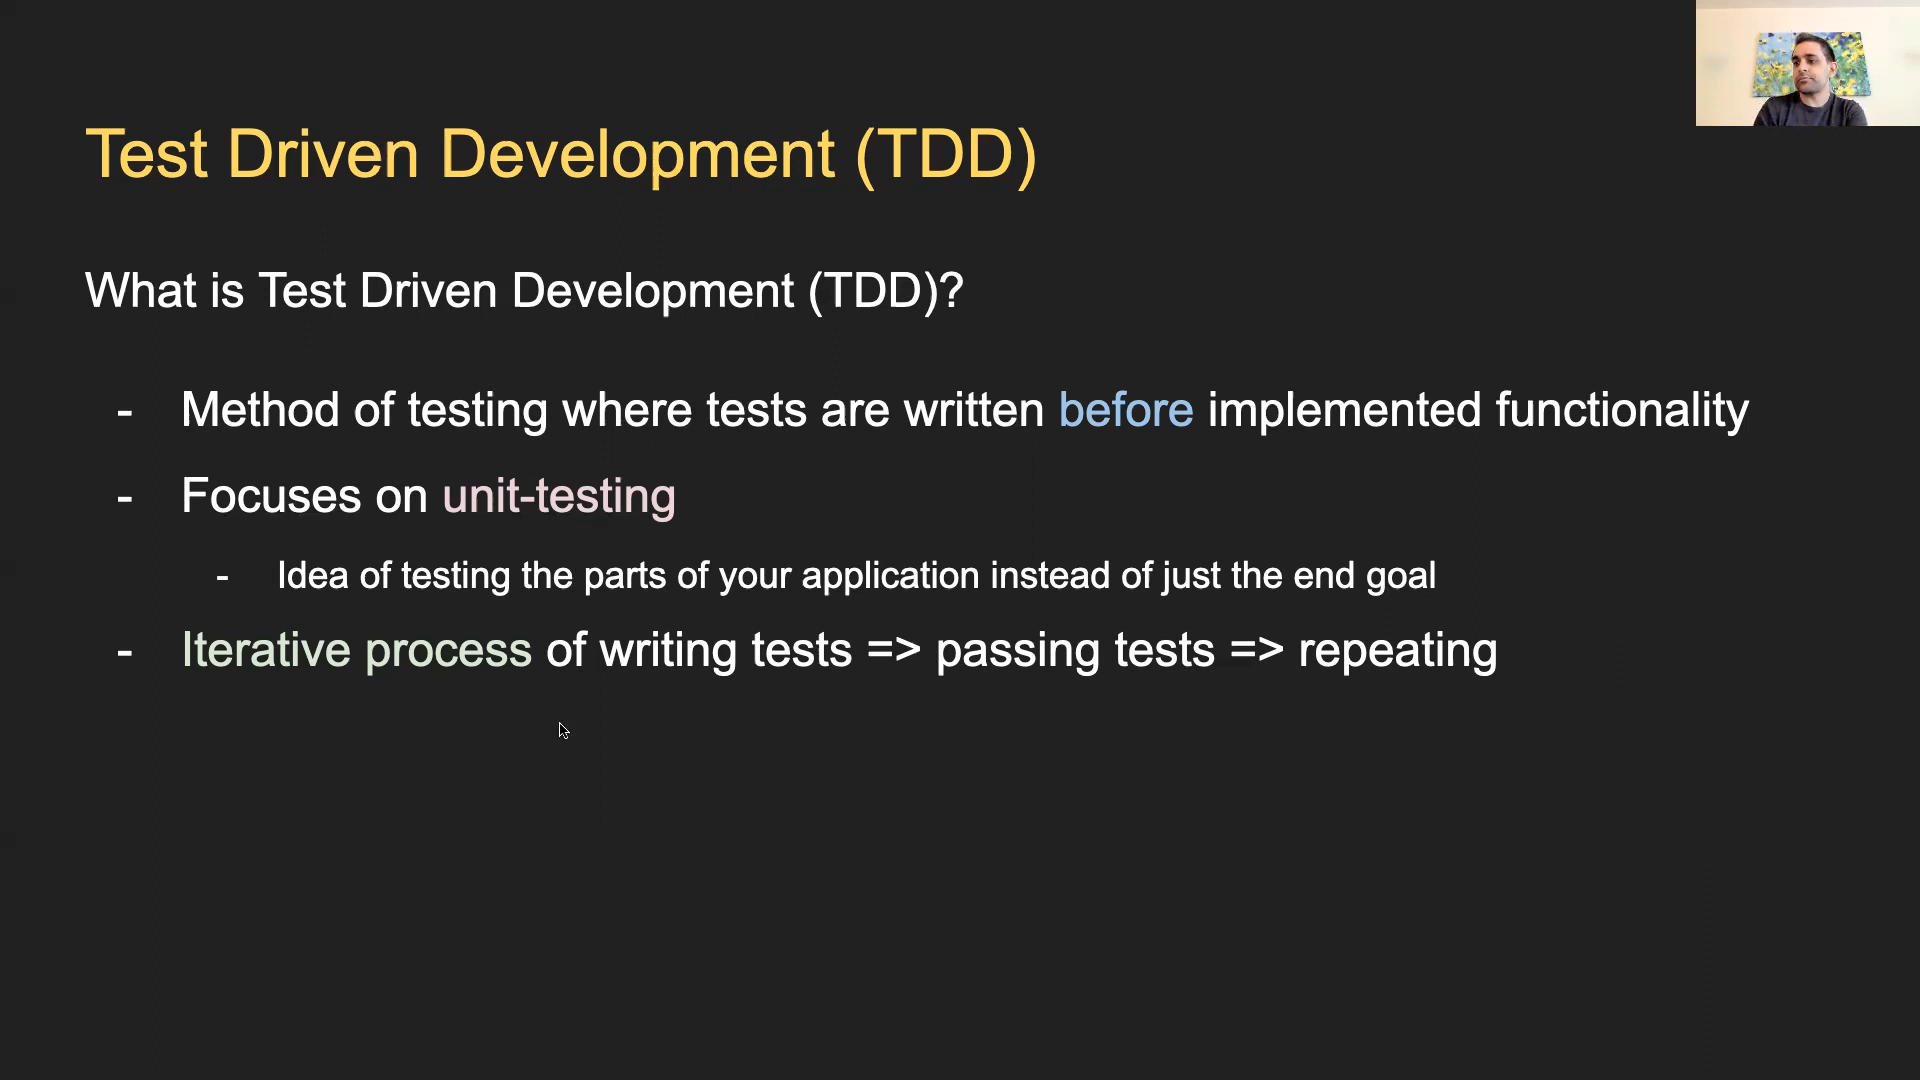 Test Driven Development (TDD)
What is Test Driven Development (TDD)?
- Method of testing where tests are written before implemented functionality
- Focuses on unit-testing
- Idea of testing the parts of your application instead of just the end goal
- Iterative process of writing tests => passing tests => repeating